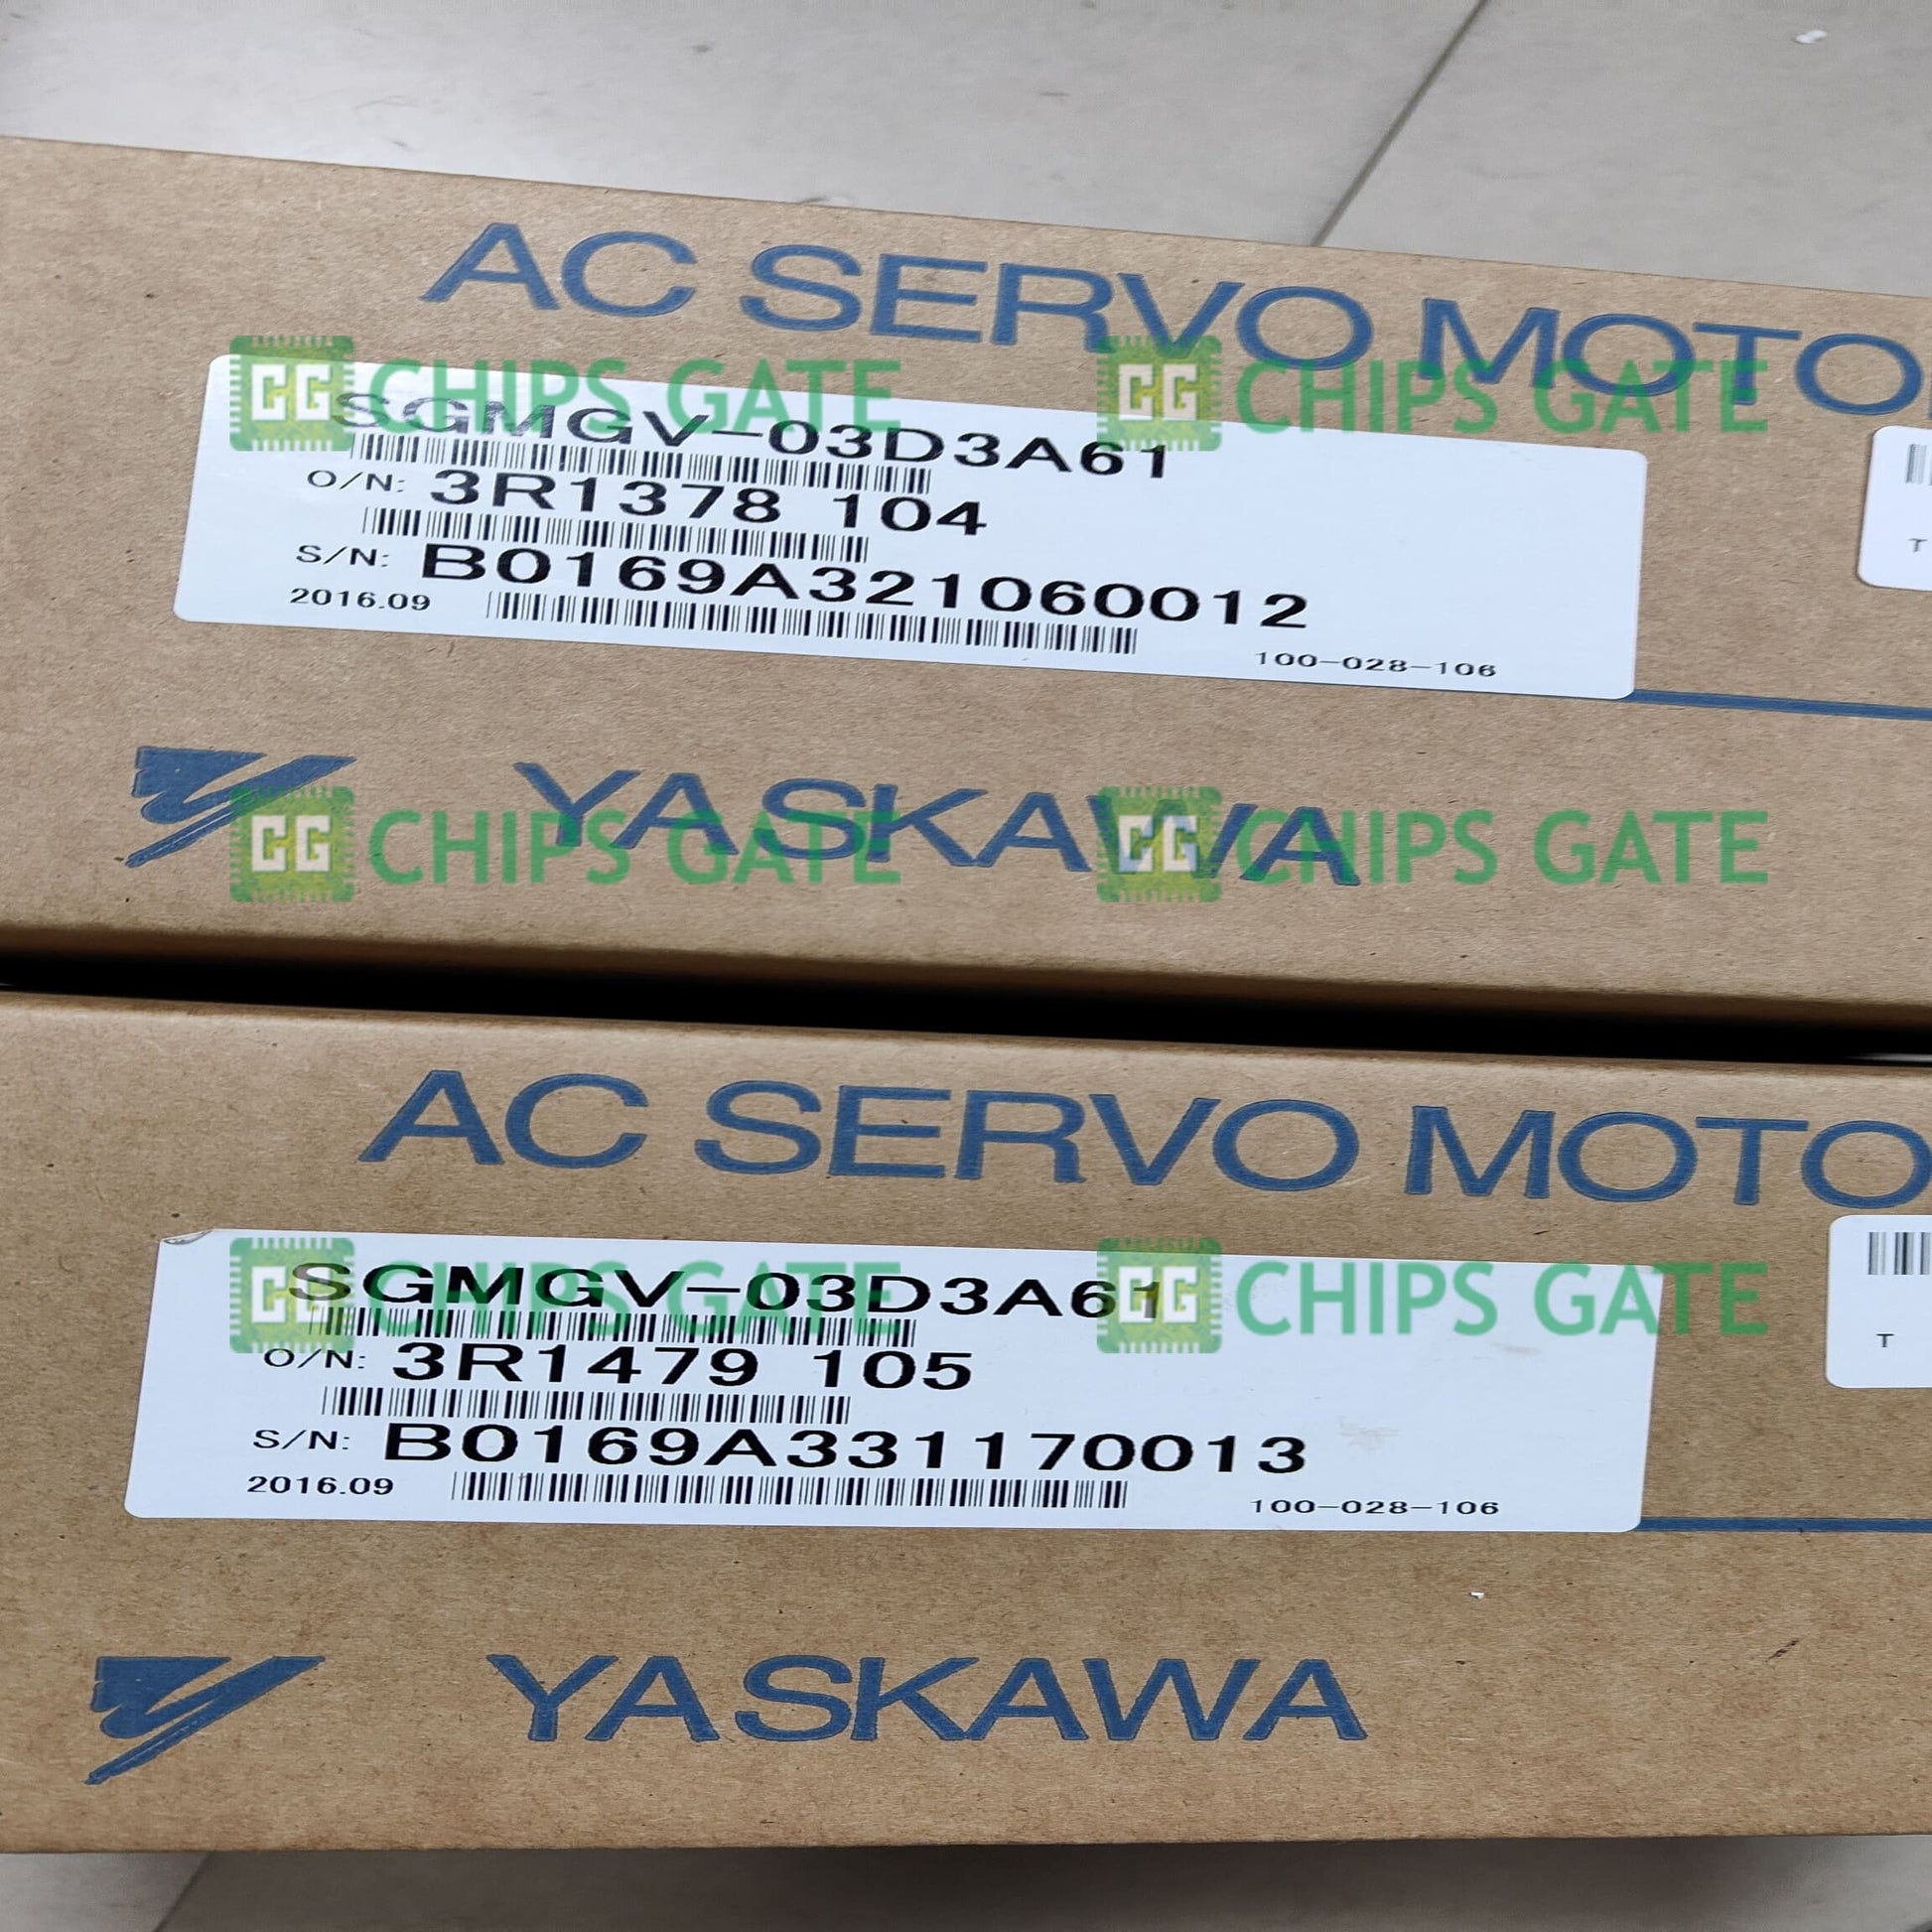 AC SERVO MOTO
CG CHIPS GATE CG CHIPS GATE
SGMGV-03D3A61
O/N: 3R1378 104
T
S/N: B0169A321060012
2016.09
100-028-106
YASKAWA
CG CHIPS GATE CG CHIPS GATE
AC SERVO MOTO
CG CHIPS GATE CG CHIPS GATE
SGMGV-03D3A61
O/N: 3R1479 105
T
S/N: B0169A331170013
2016.09
100-028-106
YASKAWA